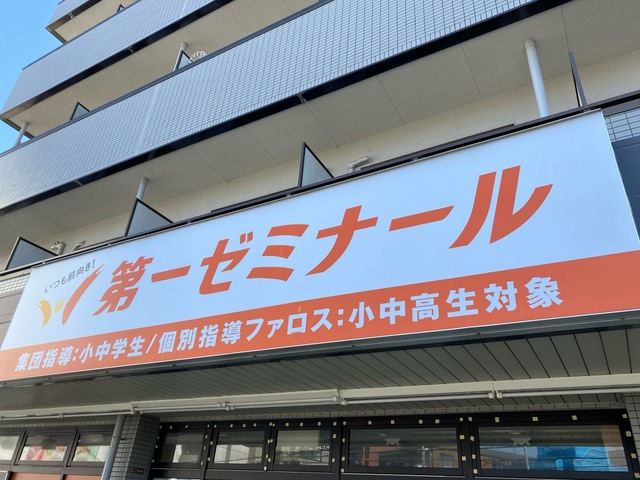 いつも前向き!
第一ゼミナール
集団指導:小中学生/個別指導ファロス:小中高生対象